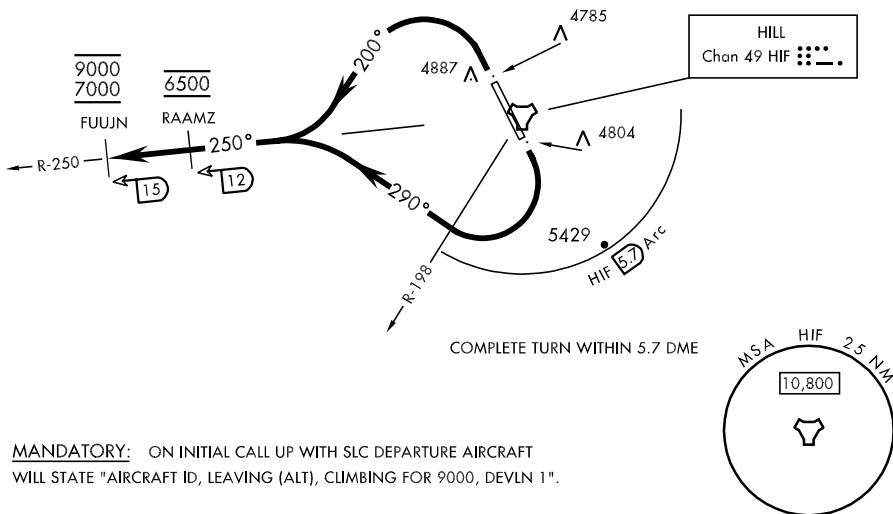 4785
HILL
Chan 49 HIF
9000
7000
6500
200°
4887
FUUJN
RAAMZ
4804
250°
R-250
15
12
290°
5429
HIF 5.7 Arc
R-198
COMPLETE TURN WITHIN 5.7 DME
MSA HIF 25 NM
10,800
MANDATORY: ON INITIAL CALL UP WITH SLC DEPARTURE AIRCRAFT
WILL STATE "AIRCRAFT ID, LEAVING (ALT), CLIMBING FOR 9000, DEVLN 1".